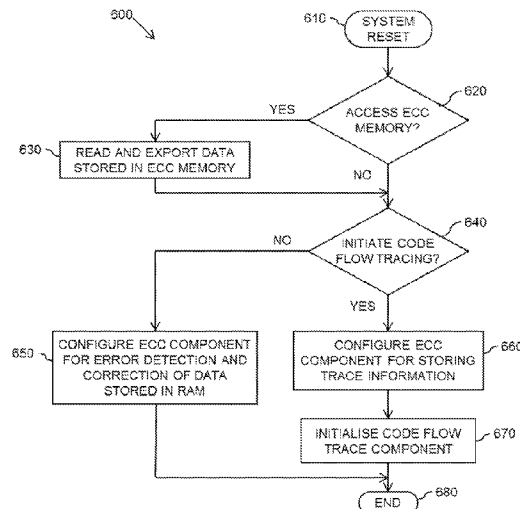 600
610
SYSTEM
RESET
620
YES
ACCESS ECC
MEMORY?
630
READ AND EXPORT DATA
STORED IN ECC MEMORY
NO
640
NO
INITIATE CODE
FLOW TRACING?
YES
650
CONFIGURE ECC COMPONENT
FOR ERROR DETECTION AND
CORRECTION OF DATA
STORED IN RAM
CONFIGURE ECC
COMPONENT FOR STORING
TRACE INFORMATION
660
670
INITIALISE CODE FLOW
TRACE COMPONENT
END
680